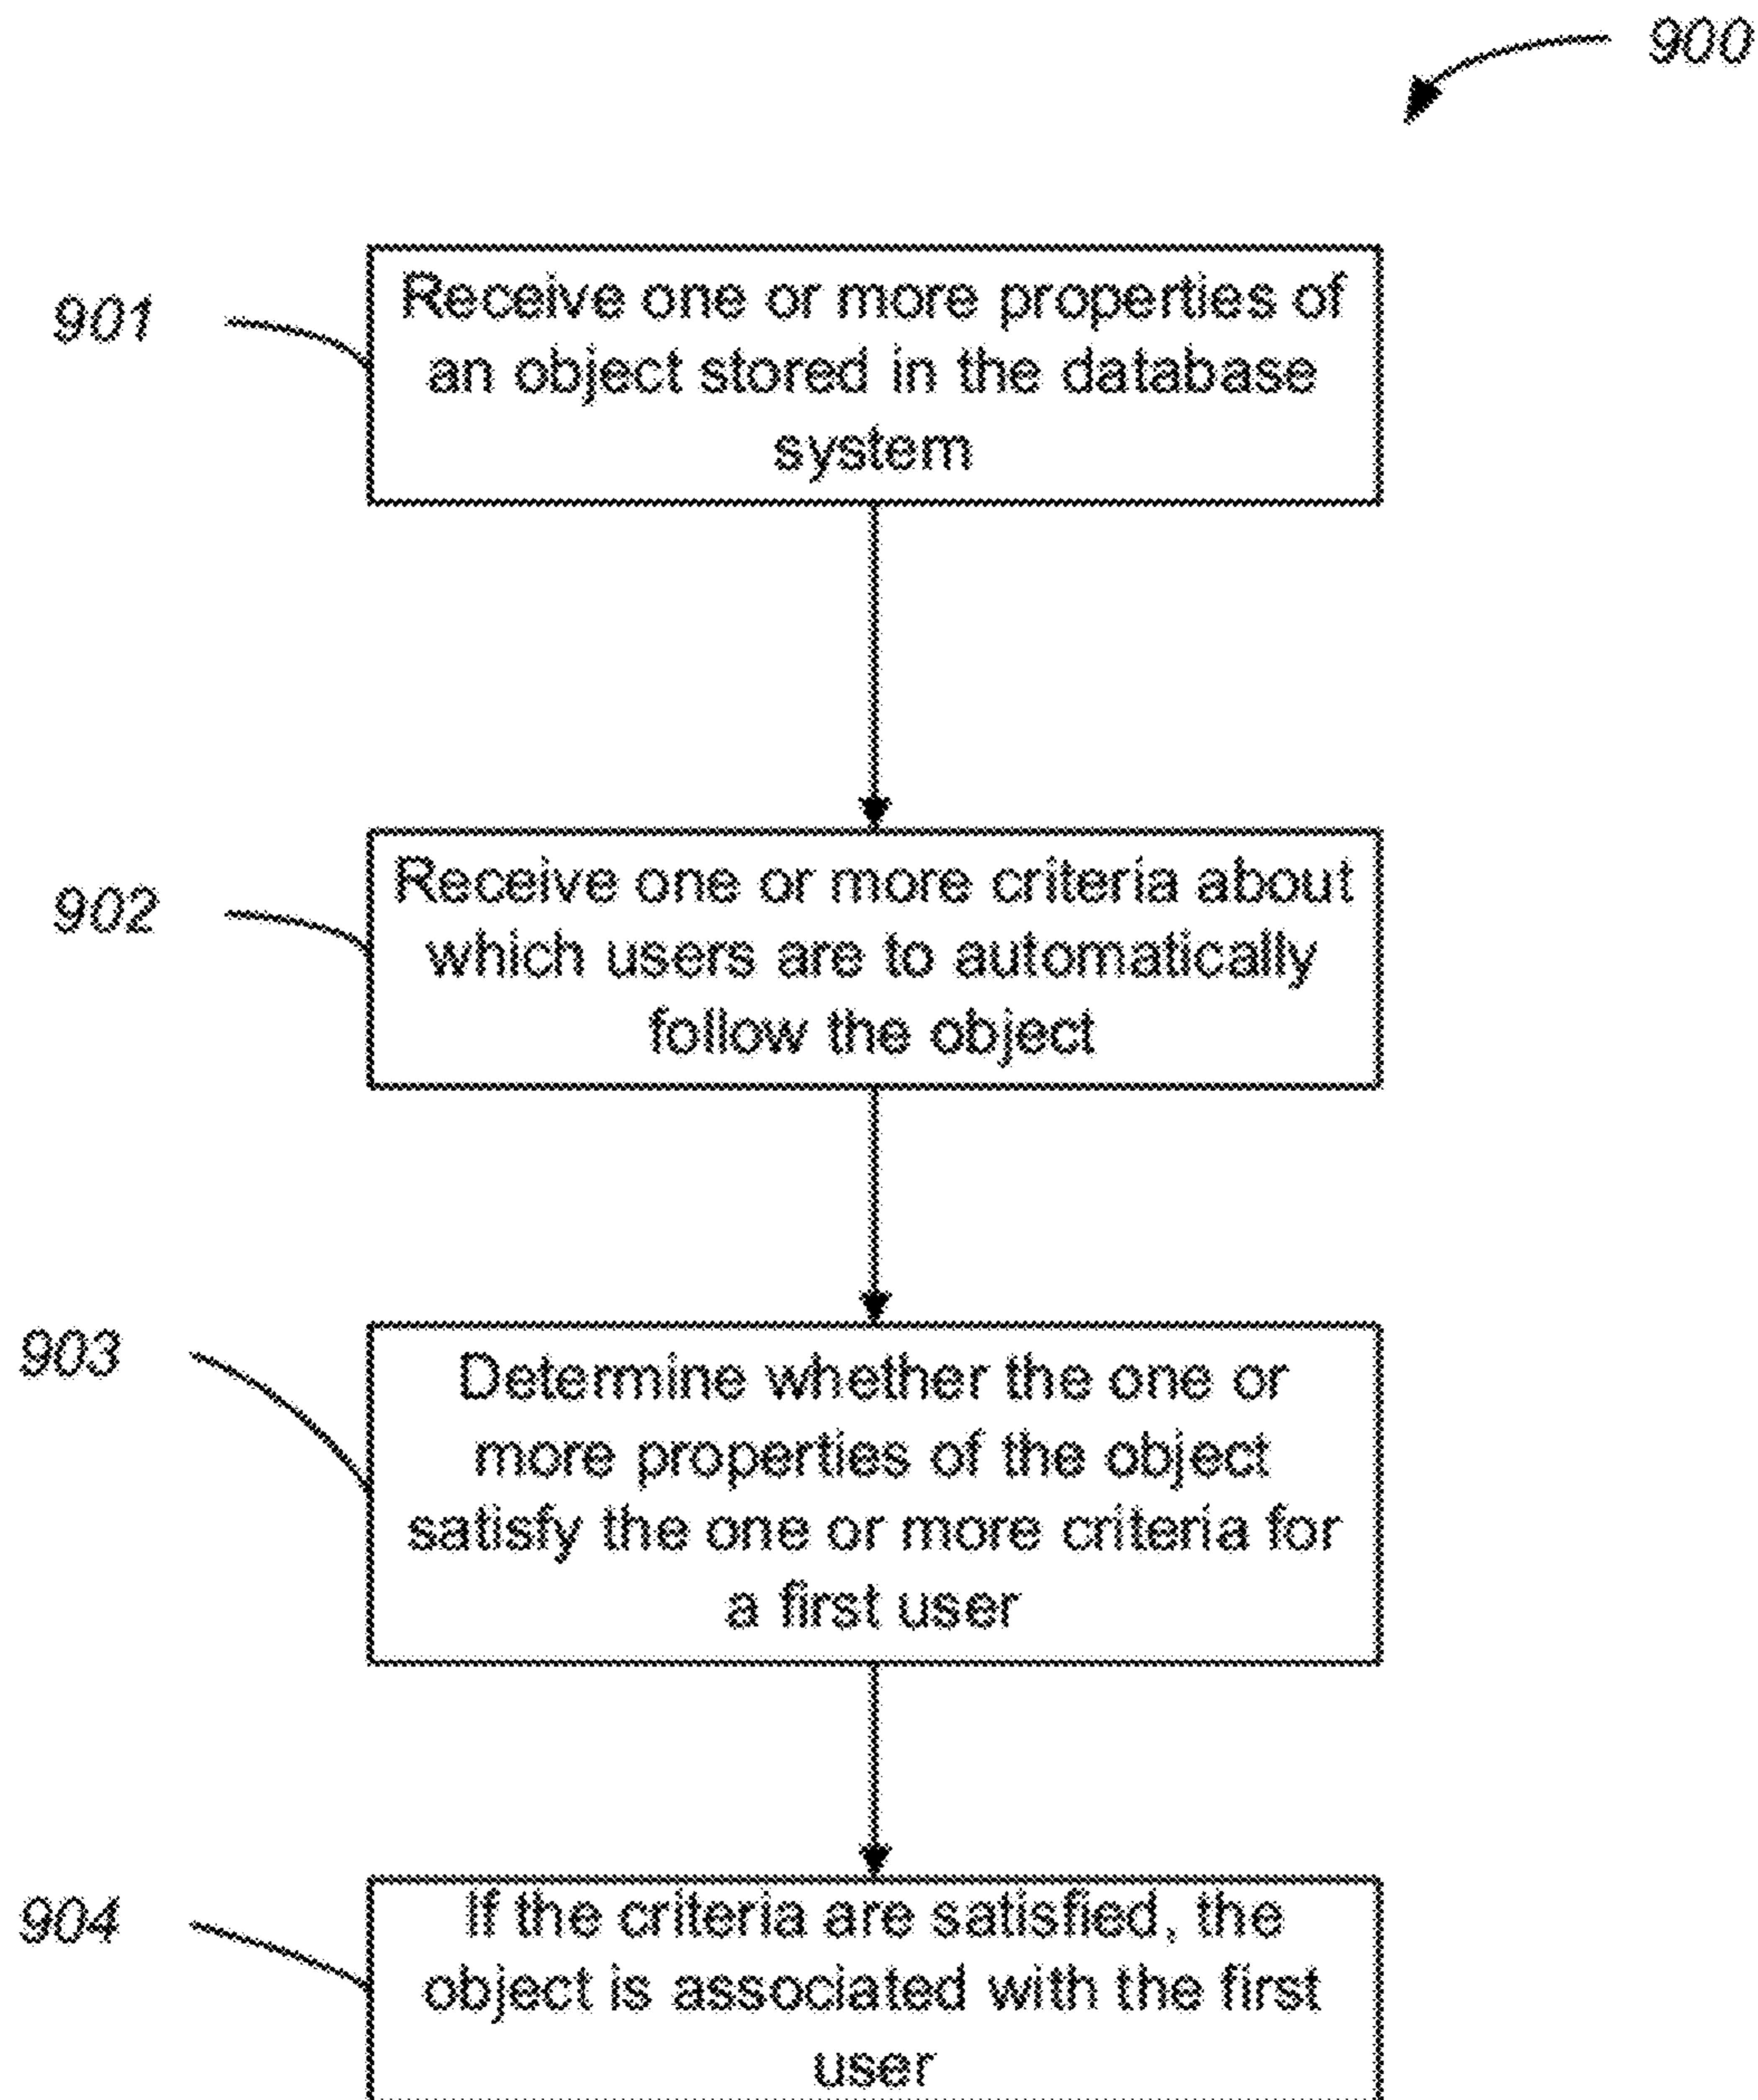 900
901
Receive one or more properties of
an object stored in the database
system
902
Receive one or more criteria about
which users are to automatically
follow the object
903
Determine whether the one or
more properties of the object
satisfy the one or more criteria for
a first user
904
If the criteria are satisfied, the
object is associated with the first
user